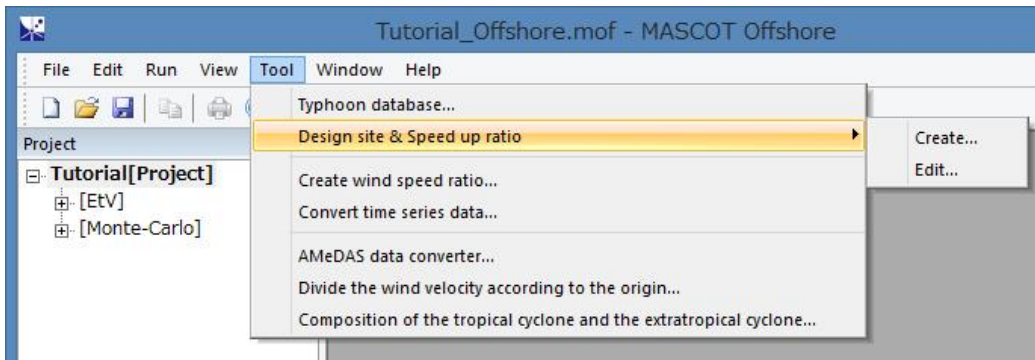 Tutorial_Offshore.mof - MASCOT Offshore
File Edit Run View Tool Window Help
Typhoon database...
Project
Design site & Speed up ratio
Create...
Edit...
Tutorial[Project]
[EtV]
[Monte-Carlo]
Create wind speed ratio...
Convert time series data...
AMeDAS data converter...
Divide the wind velocity according to the origin...
Composition of the tropical cyclone and the extratropical cyclone...